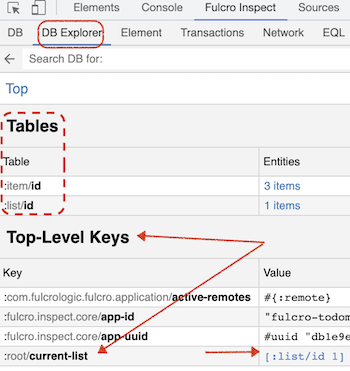 Elements Console Fulcro Inspect
DB DB Explorer Element Transactions Network EQL
Search DB for:
Top
Tables
Table Entities
:item/id 3 items
:list/id 1 items
Top-Level Keys
Key Value
:com.fulcrologic.fulcro.application/active-remotes #{:remote}
:fulcro.inspect.core/app-id "fulcro-todom
:fulcro.inspect.core/app-uuid #uuid "db1e9e
:root/current-list [:list/id 1]